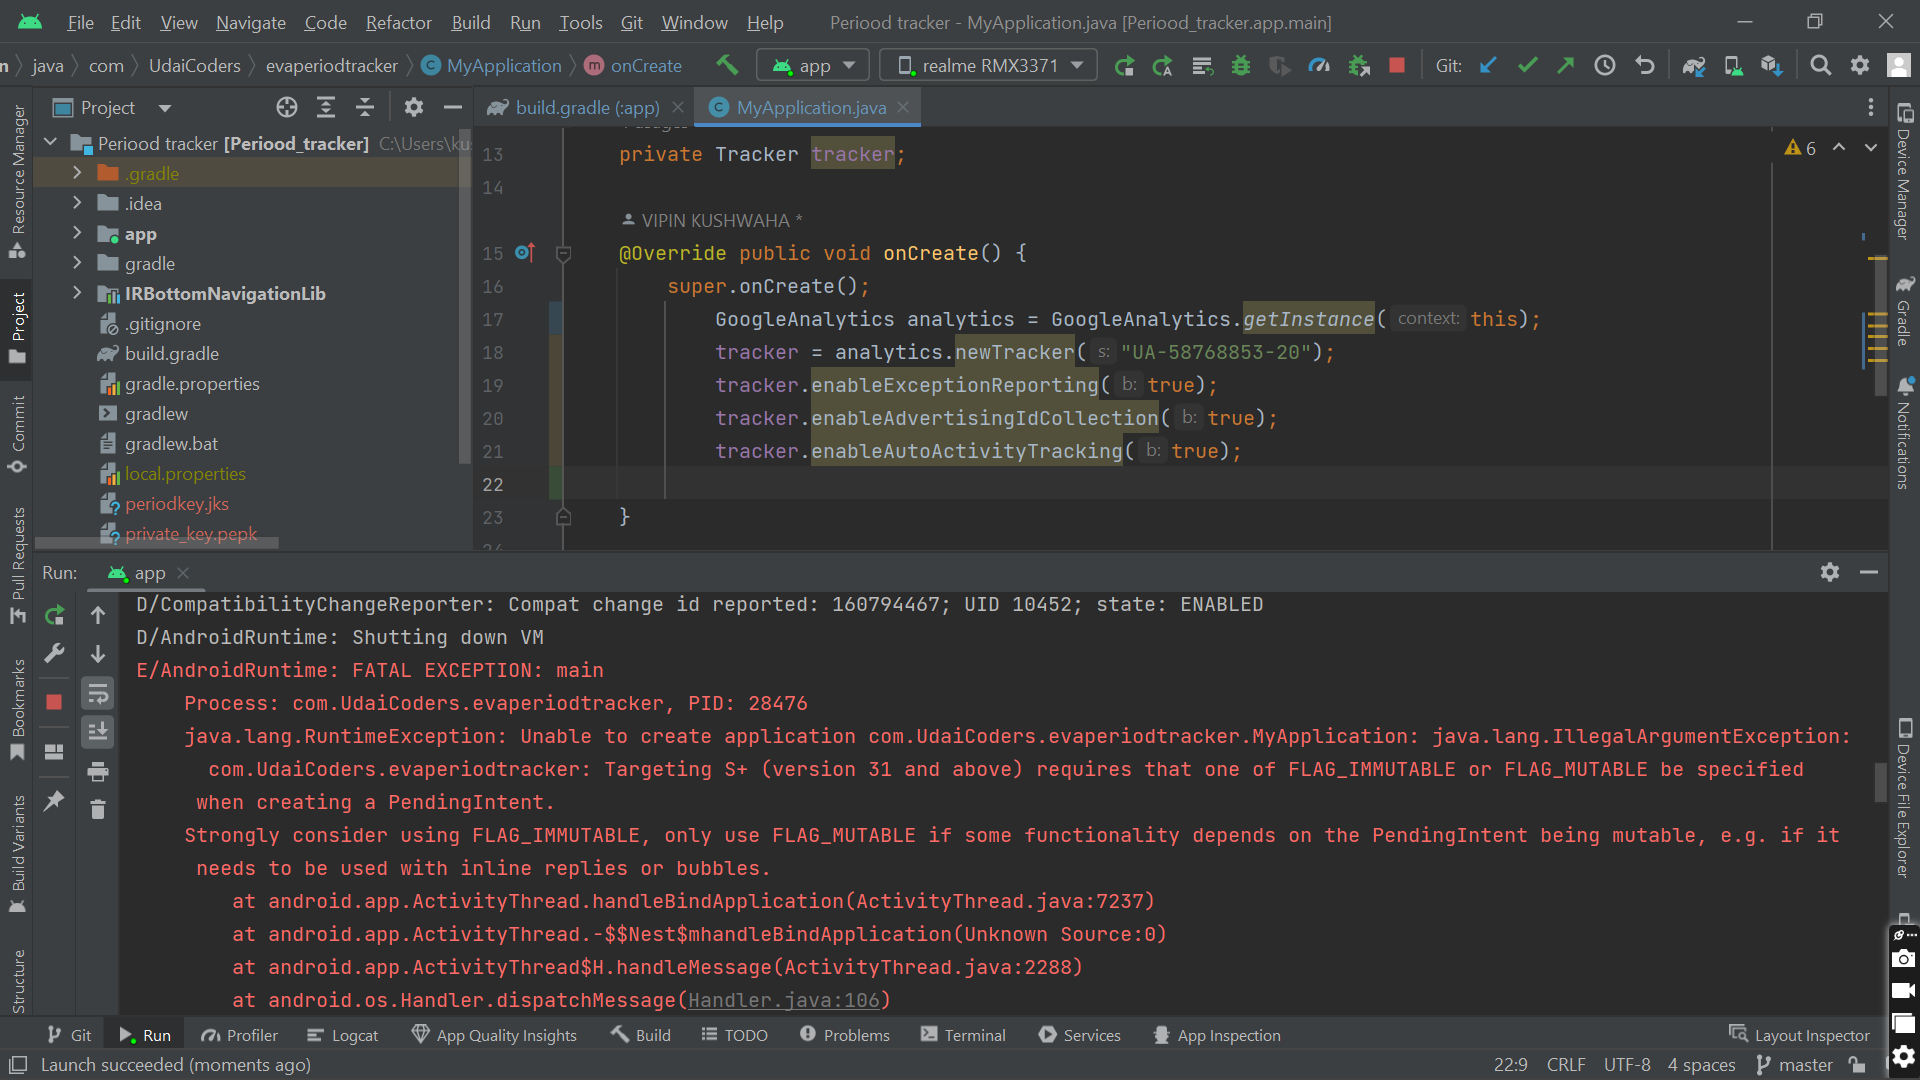 File Edit View Navigate Code Refactor Build Run Tools Git Window Help Periood tracker - MyApplication.java [Periood_tracker.app.main]
n java com UdaiCoders evaperiodtracker C MyApplication m onCreate app realme RMX3371 Git:
Project build.gradle (:app) C MyApplication.java
Periood tracker [Periood_tracker] C:\Users\ku
.gradle
.idea
app
gradle
IRBottomNavigationLib
.gitignore
build.gradle
gradle.properties
gradlew
gradlew.bat
local.properties
periodkey.jks
private_key.pepk
13 private Tracker tracker;
14
VIPIN KUSHWAHA *
15 @Override public void onCreate() {
16 super.onCreate();
17 GoogleAnalytics analytics = GoogleAnalytics.getInstance( context: this);
18 tracker = analytics.newTracker( s: "UA-58768853-20");
19 tracker.enableExceptionReporting( b: true);
20 tracker.enableAdvertisingIdCollection( b: true);
21 tracker.enableAutoActivityTracking( b: true);
22
23 }
6
Resource Manager
Project
Commit
Pull Requests
Bookmarks
Build Variants
Structure
Device Manager
Gradle
Notifications
Device File Explorer
Run: app
D/CompatibilityChangeReporter: Compat change id reported: 160794467; UID 10452; state: ENABLED
D/AndroidRuntime: Shutting down VM
E/AndroidRuntime: FATAL EXCEPTION: main
Process: com.UdaiCoders.evaperiodtracker, PID: 28476
java.lang.RuntimeException: Unable to create application com.UdaiCoders.evaperiodtracker.MyApplication: java.lang.IllegalArgumentException:
com.UdaiCoders.evaperiodtracker: Targeting S+ (version 31 and above) requires that one of FLAG_IMMUTABLE or FLAG_MUTABLE be specified
when creating a PendingIntent.
Strongly consider using FLAG_IMMUTABLE, only use FLAG_MUTABLE if some functionality depends on the PendingIntent being mutable, e.g. if it
needs to be used with inline replies or bubbles.
at android.app.ActivityThread.handleBindApplication(ActivityThread.java:7237)
at android.app.ActivityThread.-$$Nest$mhandleBindApplication(Unknown Source:0)
at android.app.ActivityThread$H.handleMessage(ActivityThread.java:2288)
at android.os.Handler.dispatchMessage(Handler.java:106)
Git Run Profiler Logcat App Quality Insights Build TODO Problems Terminal Services App Inspection Layout Inspector
Launch succeeded (moments ago) 22:9 CRLF UTF-8 4 spaces master